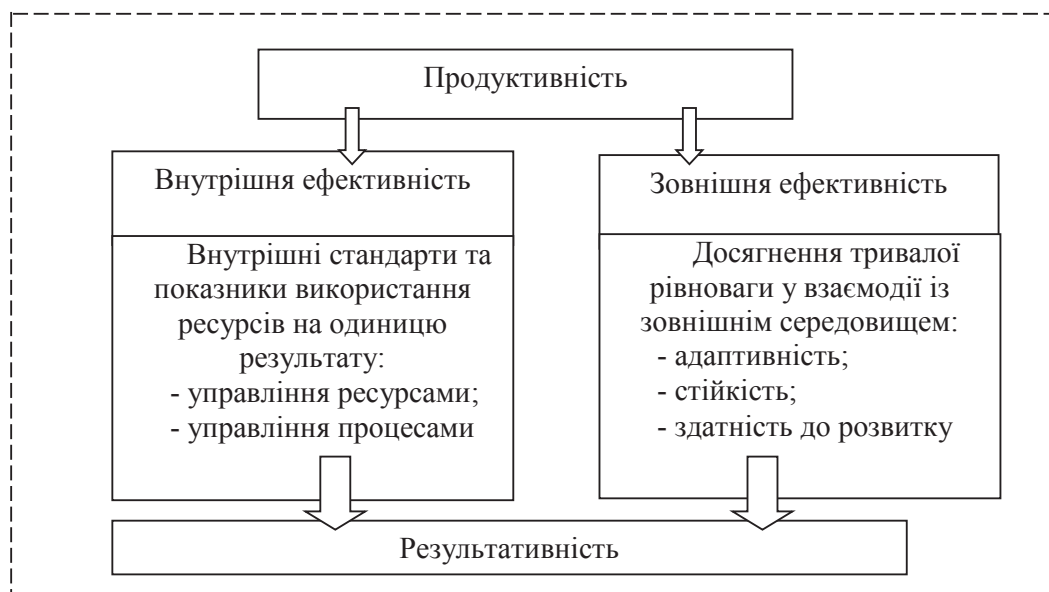 Продуктивність
Внутрішня ефективність
Внутрішні стандарти та
показники використання
ресурсів на одиницю
результату:
- управління ресурсами;
- управління процесами
Зовнішня ефективність
Досягнення тривалої
рівноваги у взаємодії із
зовнішнім середовищем:
- адаптивність;
- стійкість;
- здатність до розвитку
Результативність